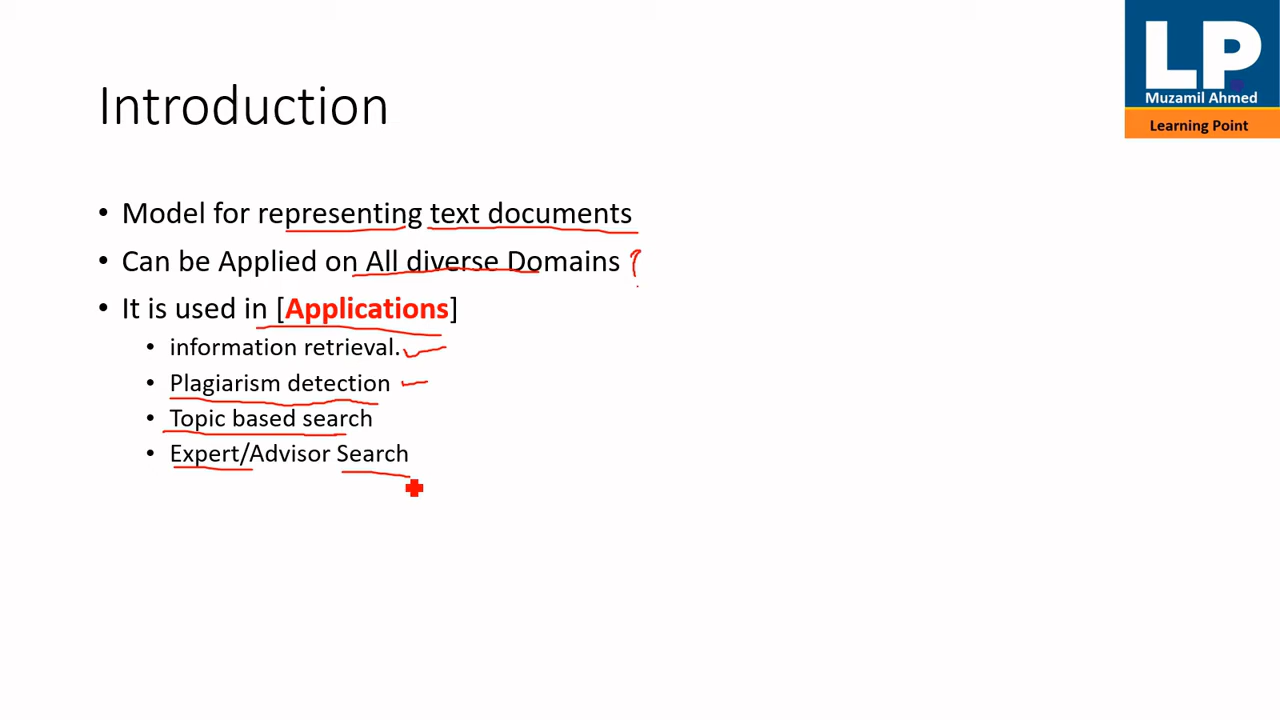 LP.
Muzamil Ahmed
Learning Point
Introduction
• Model for representing text documents
• Can be Applied on All diverse Domains ?
• It is used in [Applications]
• information retrieval.
• Plagiarism detection
• Topic based search
• Expert/Advisor Search